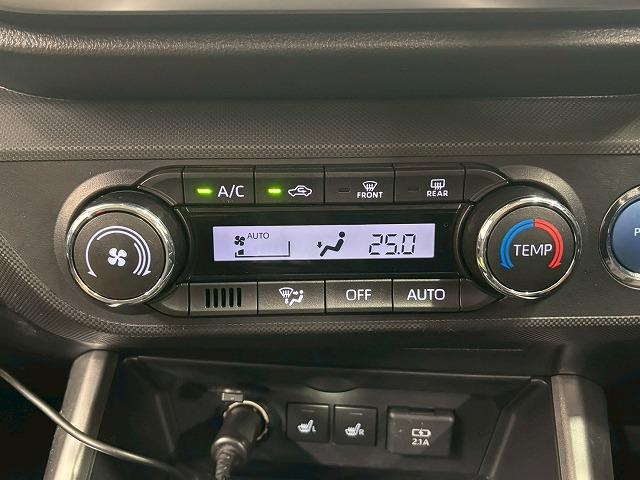 A/C
FRONT
REAR
AUTO
25.0
TEMP
P
OFF
AUTO
L
R
2.1A